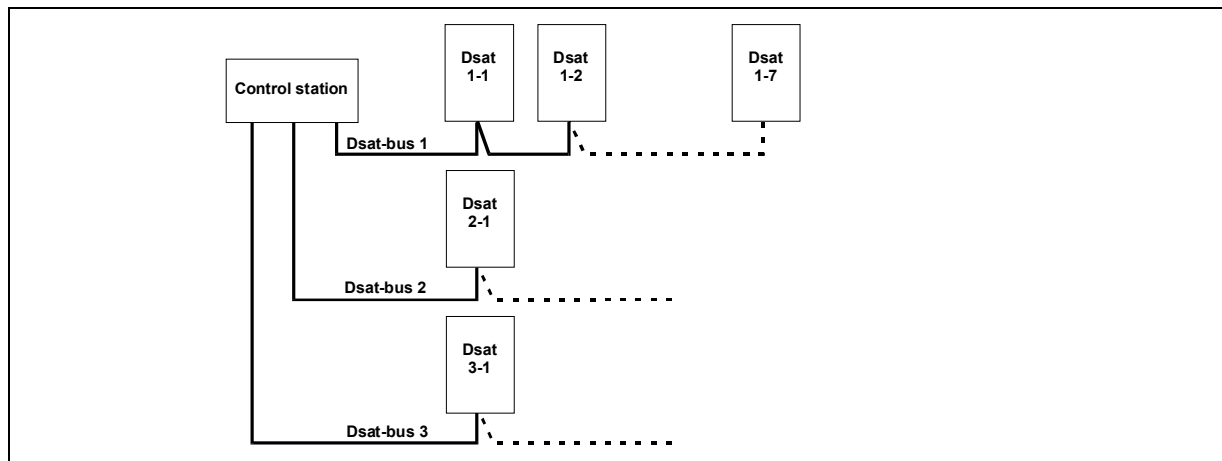 Control station
Dsat
1-1
Dsat
1-2
Dsat
1-7
Dsat-bus 1
Dsat
2-1
Dsat-bus 2
Dsat
3-1
Dsat-bus 3